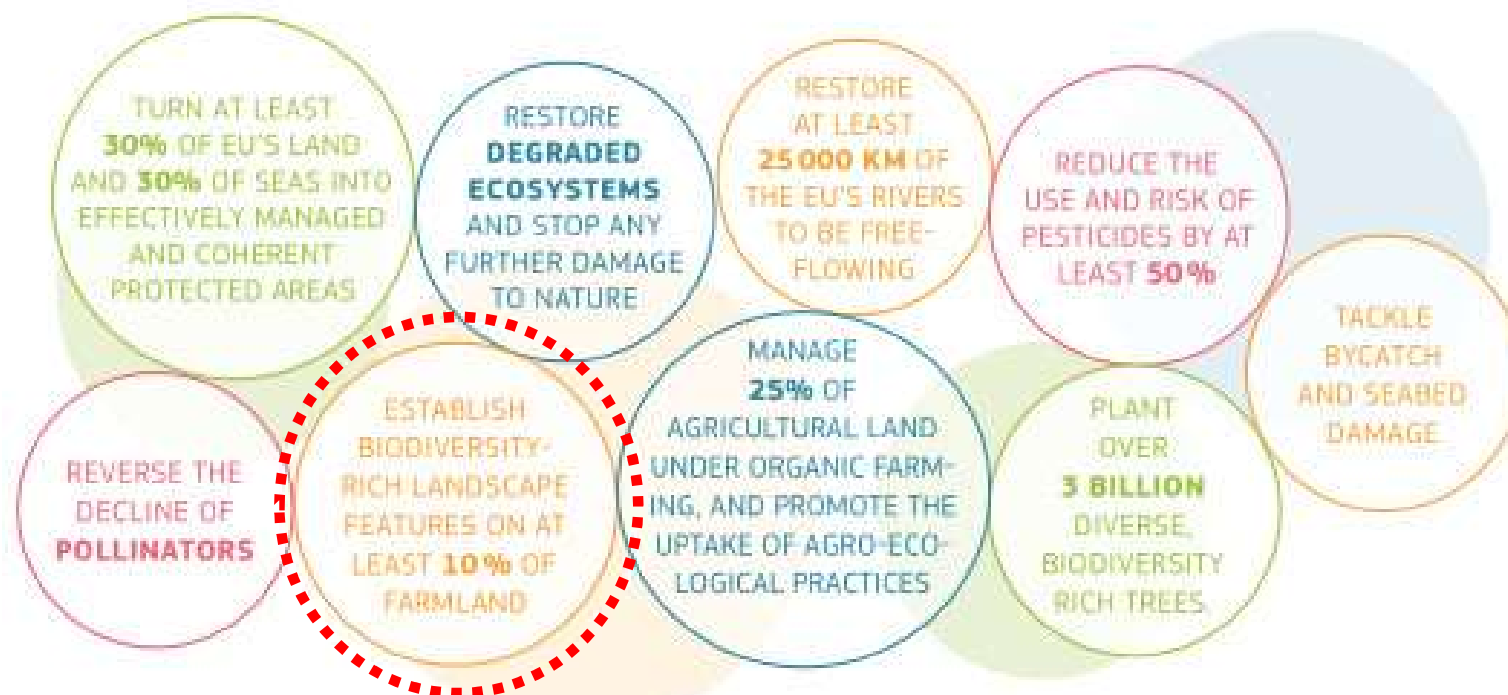 TURN AT LEAST
30% OF EU'S LAND
AND 30% OF SEAS INTO
EFFECTIVELY MANAGED
AND COHERENT
PROTECTED AREAS
RESTORE
DEGRADED
ECOSYSTEMS
AND STOP ANY
FURTHER DAMAGE
TO NATURE
RESTORE
AT LEAST
25 000 KM OF
THE EU'S RIVERS
TO BE FREE-
FLOWING
REDUCE THE
USE AND RISK OF
PESTICIDES BY AT
LEAST 50%
TACKLE
BYCATCH
AND SEABED
DAMAGE
REVERSE THE
DECLINE OF
POLLINATORS
ESTABLISH
BIODIVERSITY-
RICH LANDSCAPE
FEATURES ON AT
LEAST 10% OF
FARMLAND
MANAGE
25% OF
AGRICULTURAL LAND
UNDER ORGANIC FARM-
ING, AND PROMOTE THE
UPTAKE OF AGRO-ECO-
LOGICAL PRACTICES
PLANT
OVER
3 BILLION
DIVERSE,
BIODIVERSITY
RICH TREES